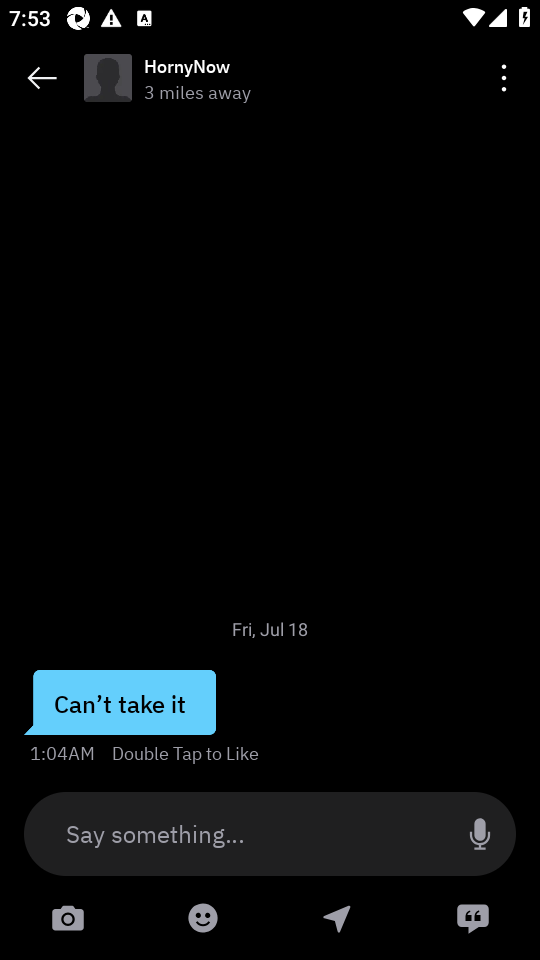 7:53
HornyNow
3 miles away
Fri, Jul 18
Can’t take it
1:04AM Double Tap to Like
Say something...